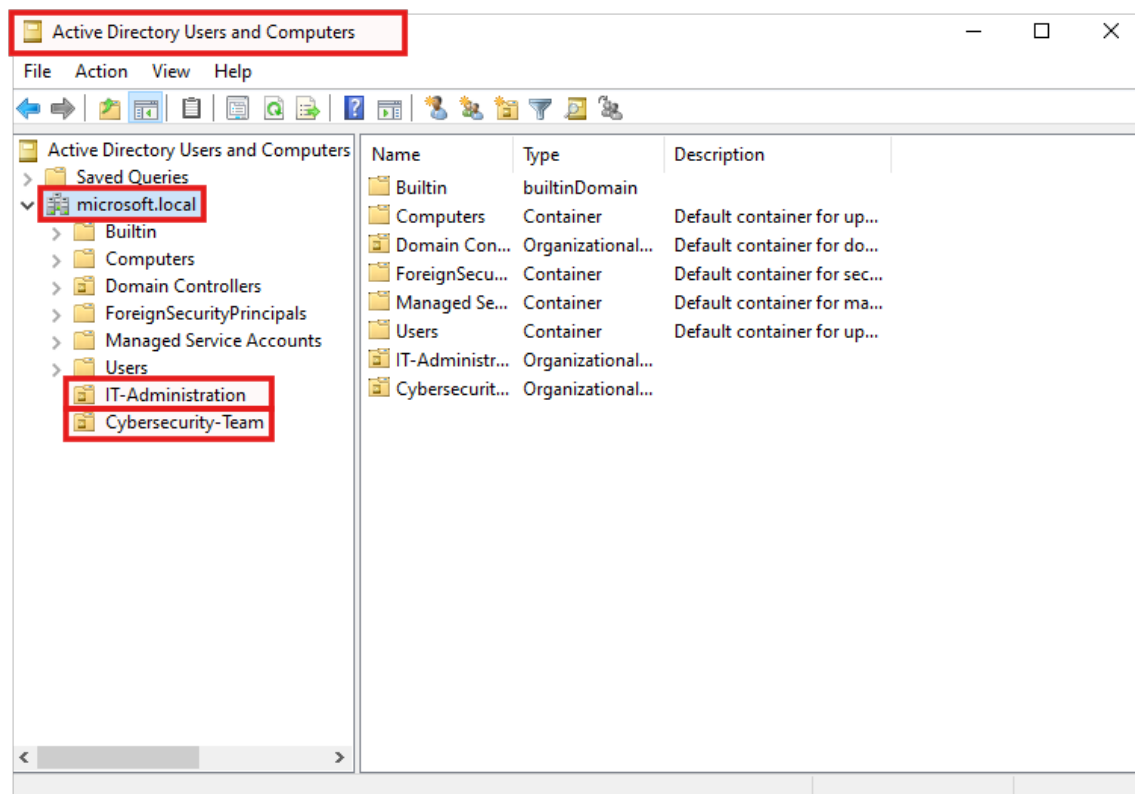 Active Directory Users and Computers
File Action View Help
Active Directory Users and Computers
Saved Queries
microsoft.local
Builtin
Computers
Domain Controllers
ForeignSecurityPrincipals
Managed Service Accounts
Users
IT-Administration
Cybersecurity-Team
Name Type Description
Builtin builtinDomain
Computers Container Default container for up...
Domain Con... Organizational... Default container for do...
ForeignSecu... Container Default container for sec...
Managed Se... Container Default container for ma...
Users Container Default container for up...
IT-Administr... Organizational...
Cybersecurit... Organizational...